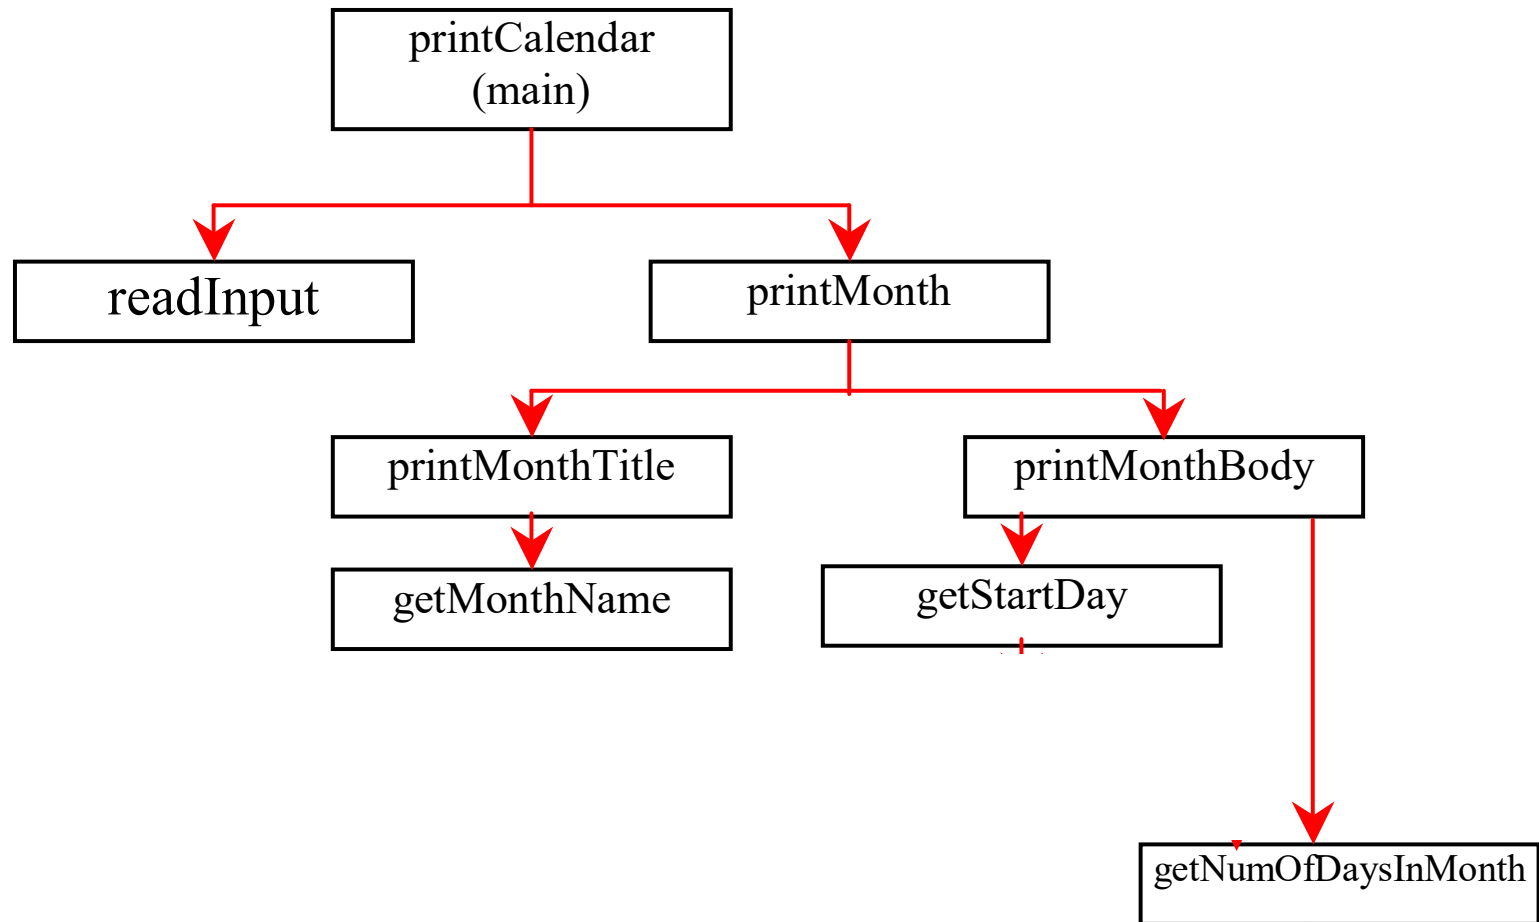 printCalendar
(main)
readInput
printMonth
printMonthTitle
printMonthBody
getMonthName
getStartDay
getNumOfDaysInMonth